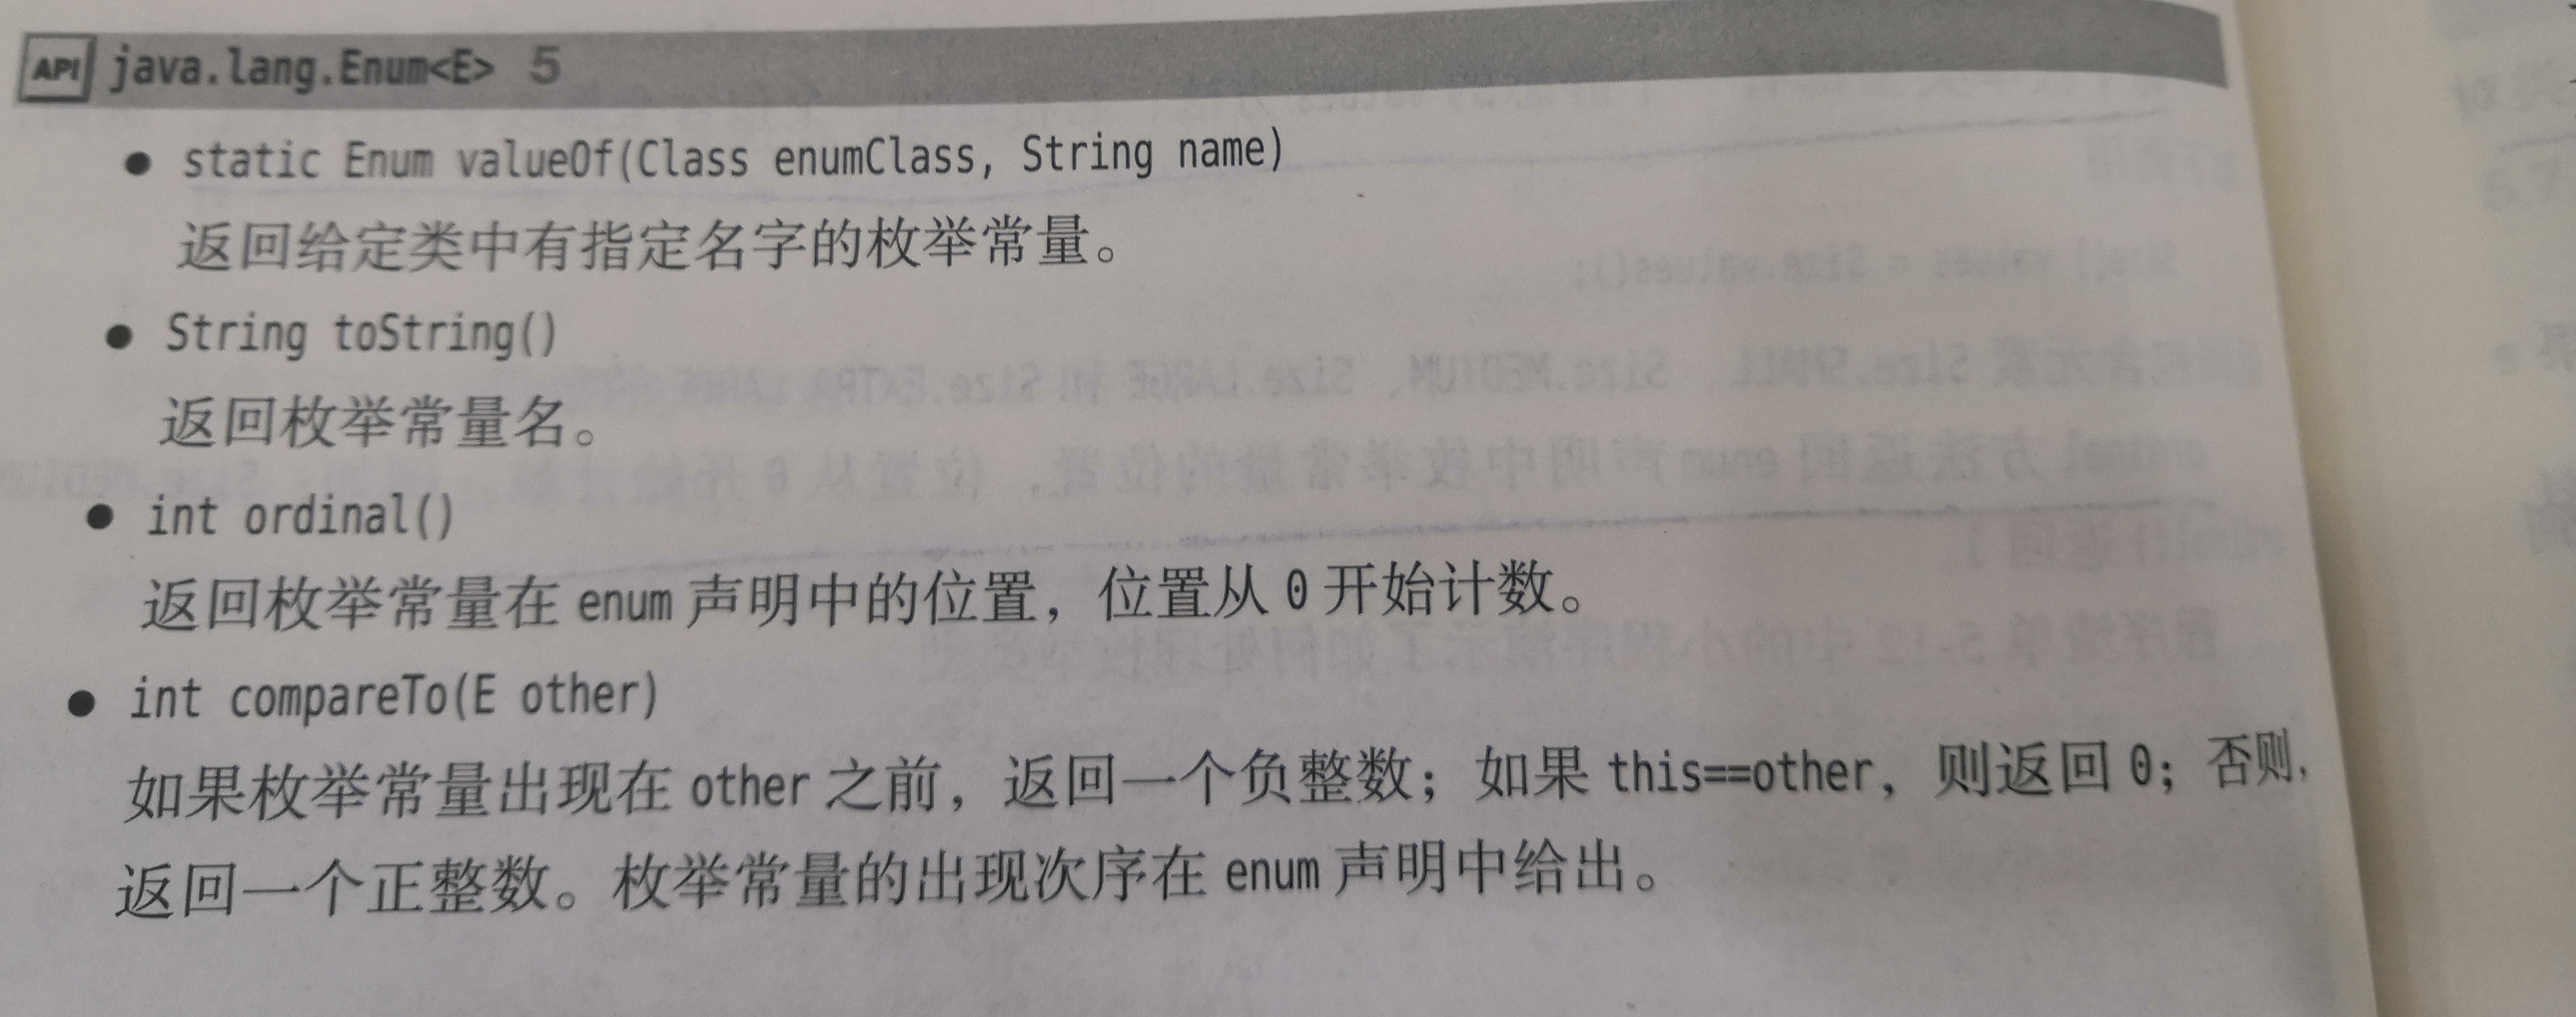 API java.lang.Enum<E> 5
● static Enum valueOf(Class enumClass, String name)
返回给定类中有指定名字的枚举常量。
● String toString()
返回枚举常量名。
● int ordinal()
返回枚举常量在 enum 声明中的位置，位置从 0 开始计数。
● int compareTo(E other)
如果枚举常量出现在 other 之前，返回一个负整数；如果 this==other，则返回 0；否则，
返回一个正整数。枚举常量的出现次序在 enum 声明中给出。